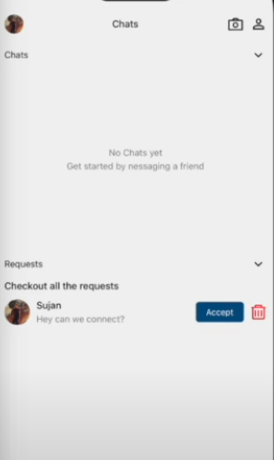 Chats
Chats
No Chats yet
Get started by nessaging a friend
Requests
Checkout all the requests
Sujan
Hey can we connect?
Accept